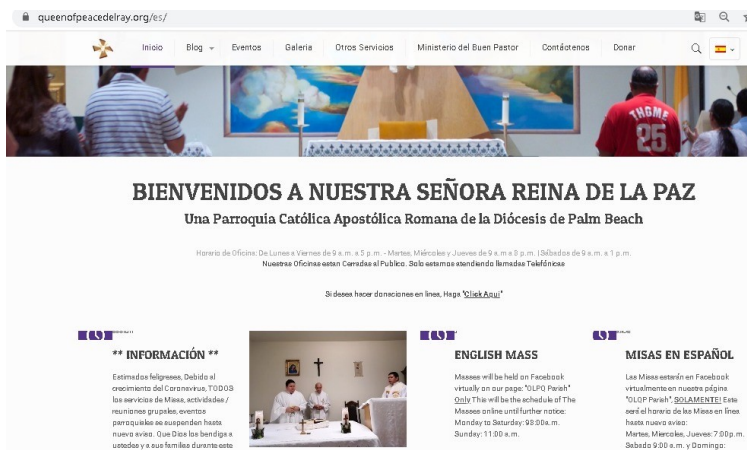 queenofpeacedelray.org/es/
Inicio Blog Eventos Galeria Otros Servicios Ministerio del Buen Pastor Contáctenos Donar
THOME
25
BIENVENIDOS A NUESTRA SEÑORA REINA DE LA PAZ
Una Parroquia Católica Apostólica Romana de la Diócesis de Palm Beach
Horario de Oficina: De Lunes a Viernes de 9 a.m. a 5 p.m. - Martes, Miércoles y Jueves de 9 a.m a 8 p.m. | Sábados de 9 a.m. a 1 p.m.
Nuestras Oficinas estan Cerradas al Publico. Solo estamos atendiendo llamadas Telefónicas
Si desea hacer donaciones en linea, Haga "Click Aqui"
** INFORMACIÓN **
Estimados feligreses, Debido al
crecimiento del Coronavirus, TODOS
los servicios de Misas, actividades /
reuniones grupales, eventos
parroquiales se suspenden hasta
nuevo aviso. Que Dios los bendiga a
ustedes y a sus familias durante este
ENGLISH MASS
Masses will be held on Facebook
virtually on our page: "OLPQ Parish"
Only This will be the schedule of The
Masses online until further notice:
Monday to Saturday: 93:00a.m.
Sunday: 11:00 a.m.
MISAS EN ESPAÑOL
Las Misas estarán en Facebook
virtualmente en nuestra página
"OLQP Parish", SOLAMENTE! Este
será el horario de las Misas en línea
hasta nuevo aviso:
Martes, Miercoles, Jueves: 7:00p.m.
Sabado 9:00 a.m. y Domingo: